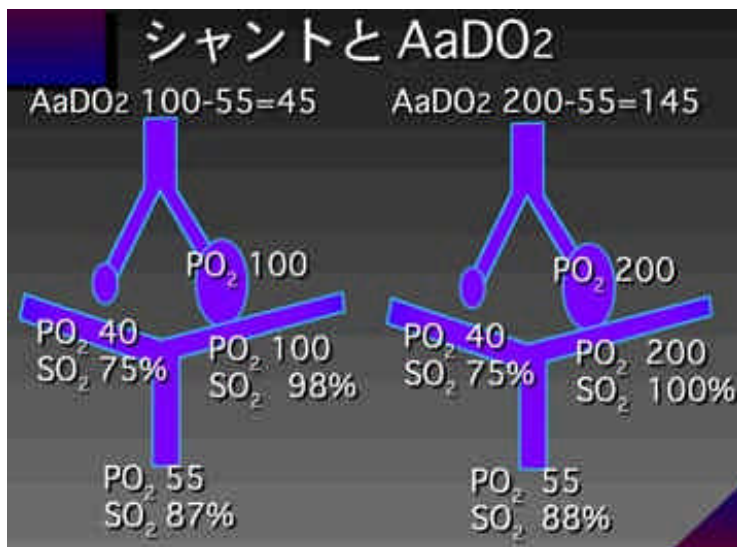 シャントと AaDO2
AaDO2 100-55=45
AaDO2 200-55=145
PO2 100
PO2 40
SO2 75%
PO2 100
SO2 98%
PO2 55
SO2 87%
PO2 200
PO2 40
SO2 75%
PO2 200
SO2 100%
PO2 55
SO2 88%